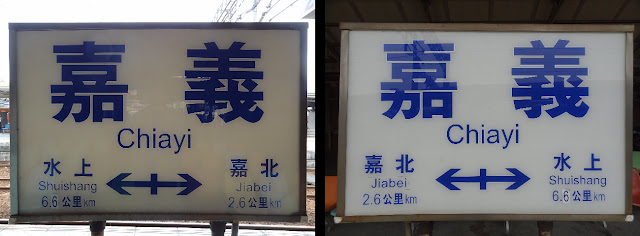 嘉義
Chiayi
水上
Shuishang
6.6公里km
嘉北
Jiabei
2.6公里km
嘉義
Chiayi
嘉北
Jiabei
2.6公里km
水上
Shuishang
6.6公里km